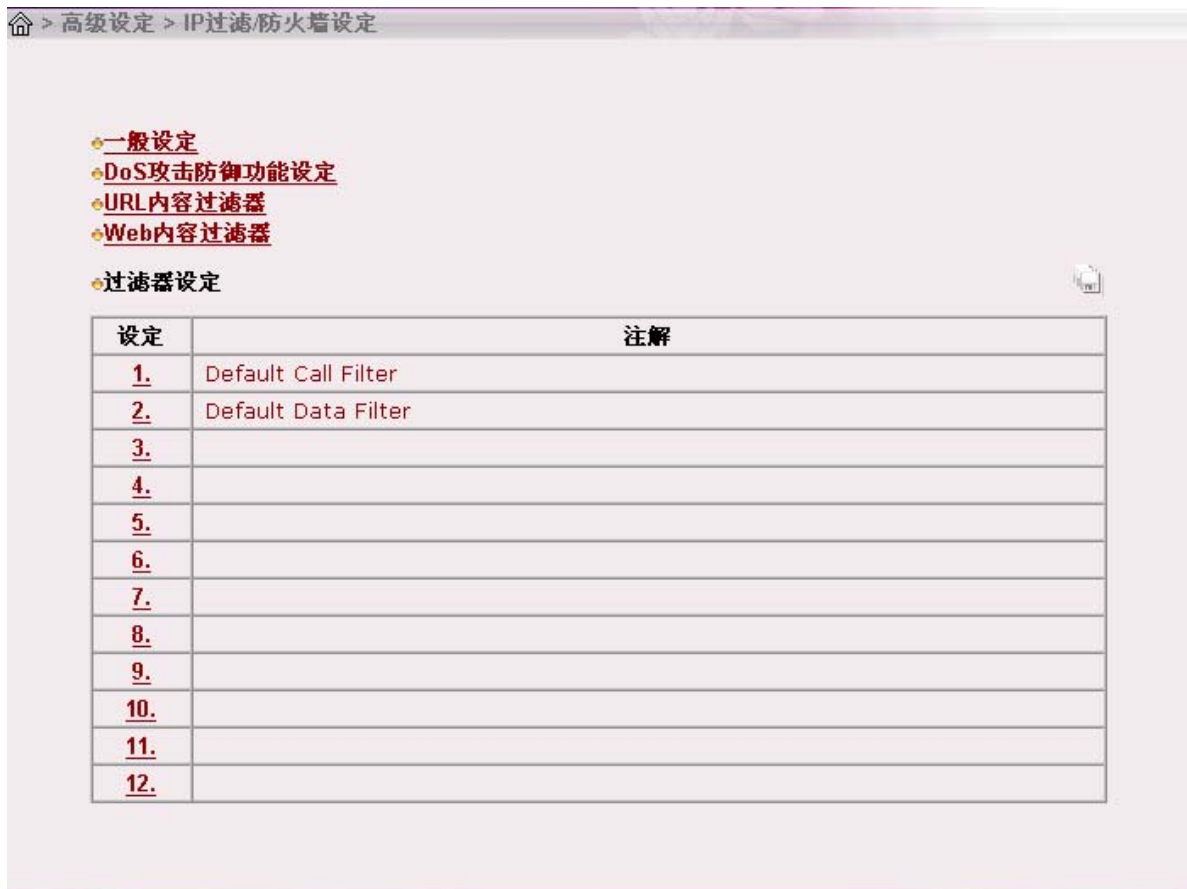 > 高级设定 > IP过滤/防火墙设定
一般设定
DoS攻击防御功能设定
URL内容过滤器
Web内容过滤器
过滤器设定
设定 注解
1. Default Call Filter
2. Default Data Filter
3.
4.
5.
6.
7.
8.
9.
10.
11.
12.